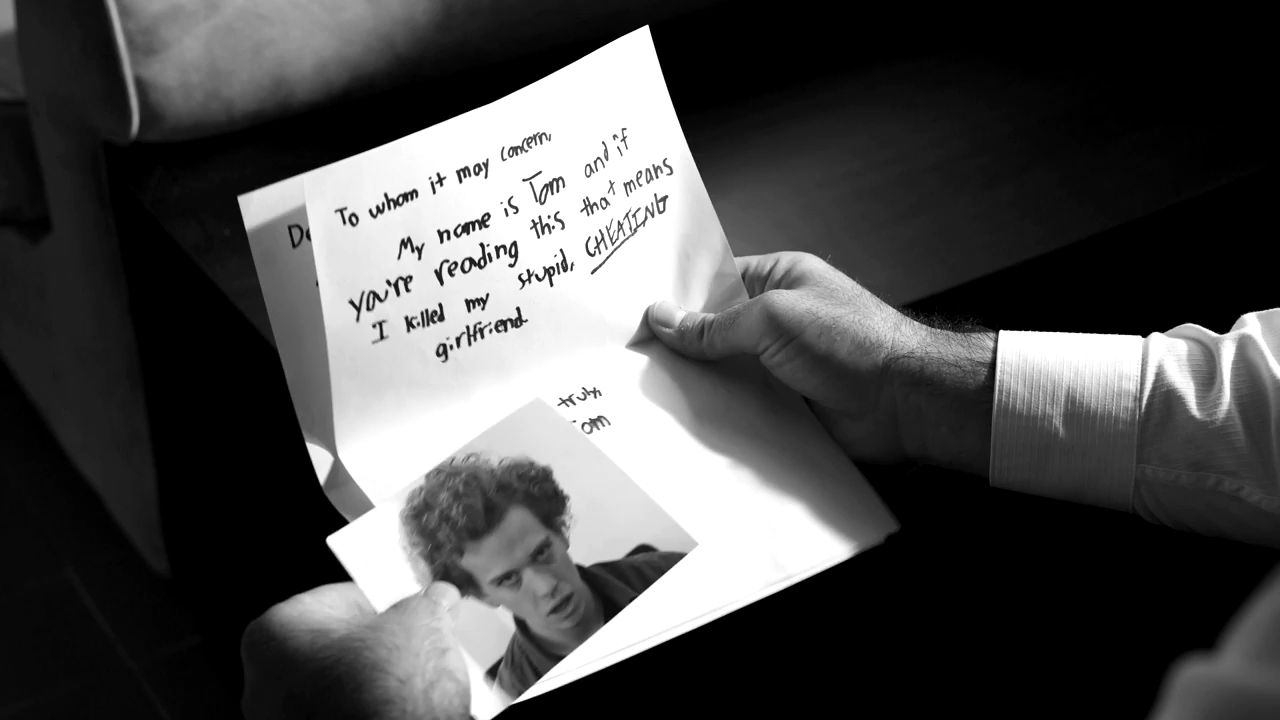 To whom it may concern,
My name is Tom and if
you're reading this that means
I killed my stupid, CHEATING
girlfriend
truly
Tom